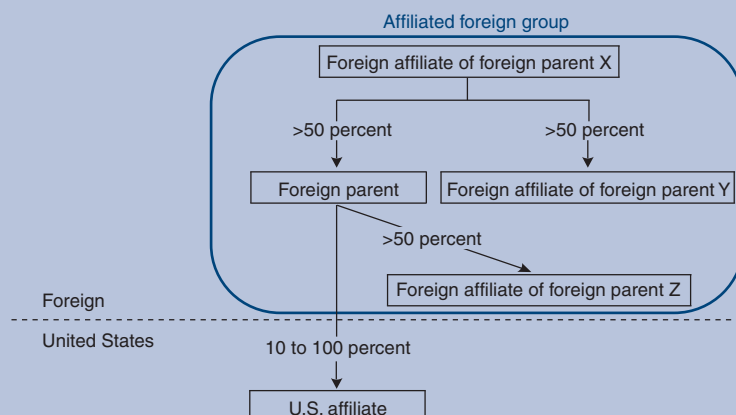 Affiliated foreign group
Foreign affiliate of foreign parent X
>50 percent
>50 percent
Foreign parent
Foreign affiliate of foreign parent Y
>50 percent
Foreign affiliate of foreign parent Z
Foreign
United States
10 to 100 percent
U.S. affiliate